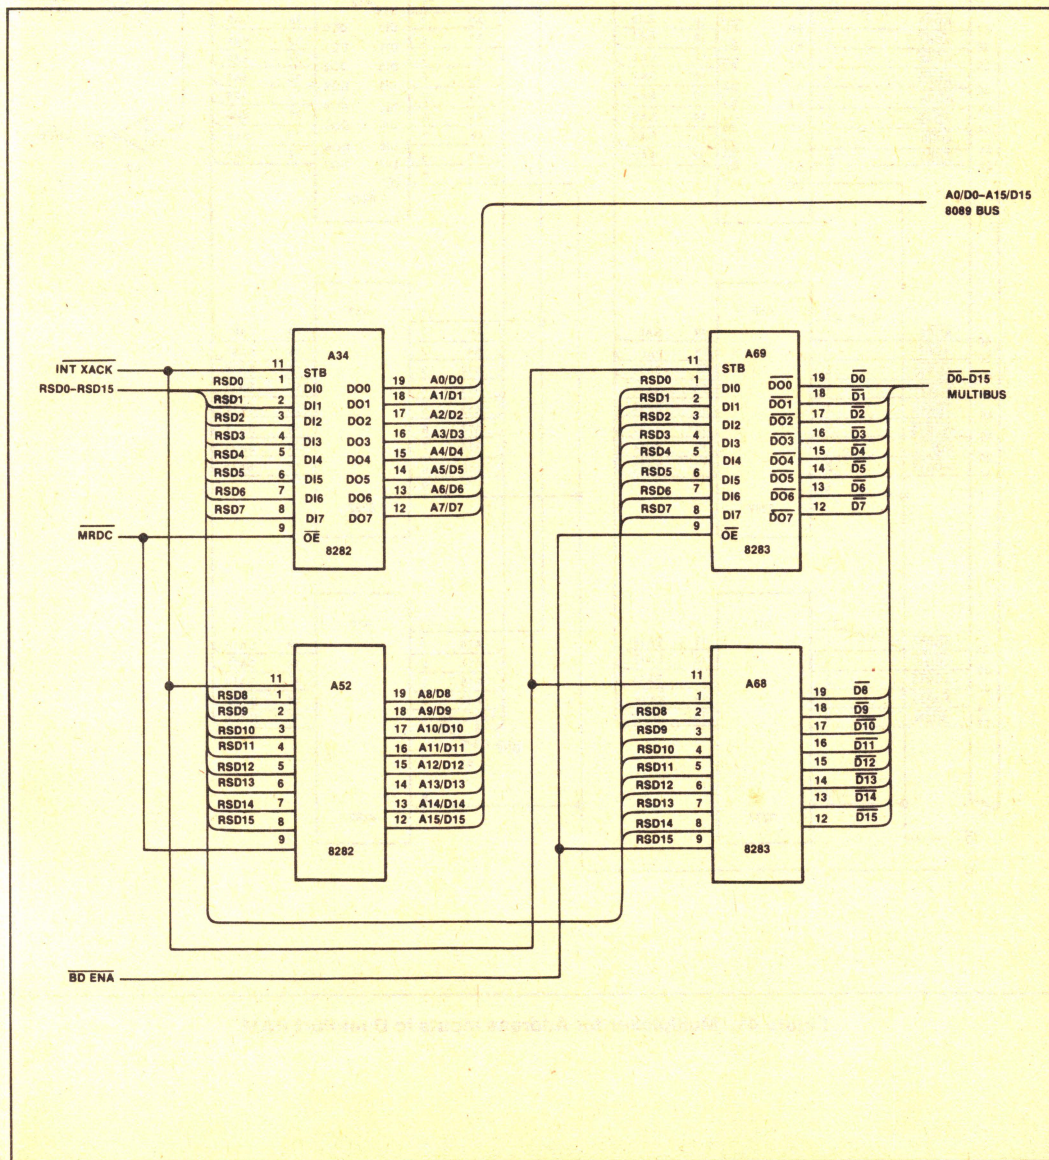 A0/D0–A15/D15
8089 BUS
INT XACK
RSD0–RSD15
MRDC
BD ENA
A34
11 STB
RSD0 1 DI0 DO0 19 A0/D0
RSD1 2 DI1 DO1 18 A1/D1
RSD2 3 DI2 DO2 17 A2/D2
RSD3 4 DI3 DO3 16 A3/D3
RSD4 5 DI4 DO4 15 A4/D4
RSD5 6 DI5 DO5 14 A5/D5
RSD6 7 DI6 DO6 13 A6/D6
RSD7 8 DI7 DO7 12 A7/D7
9 OE
8282
A69
11 STB
RSD0 1 DI0 DO0 19 D0
RSD1 2 DI1 DO1 18 D1
RSD2 3 DI2 DO2 17 D2
RSD3 4 DI3 DO3 16 D3
RSD4 5 DI4 DO4 15 D4
RSD5 6 DI5 DO5 14 D5
RSD6 7 DI6 DO6 13 D6
RSD7 8 DI7 DO7 12 D7
9 OE
8283
D0–D15
MULTIBUS
A52
11
RSD8 1 19 A8/D8
RSD9 2 18 A9/D9
RSD10 3 17 A10/D10
RSD11 4 16 A11/D11
RSD12 5 15 A12/D12
RSD13 6 14 A13/D13
RSD14 7 13 A14/D14
RSD15 8 12 A15/D15
9
8282
A68
11
1 19 D8
RSD8 2 18 D9
RSD9 3 17 D10
RSD10 4 16 D11
RSD11 5 15 D12
RSD12 6 14 D13
RSD13 7 13 D14
RSD14 8 12 D15
RSD15 9
8283